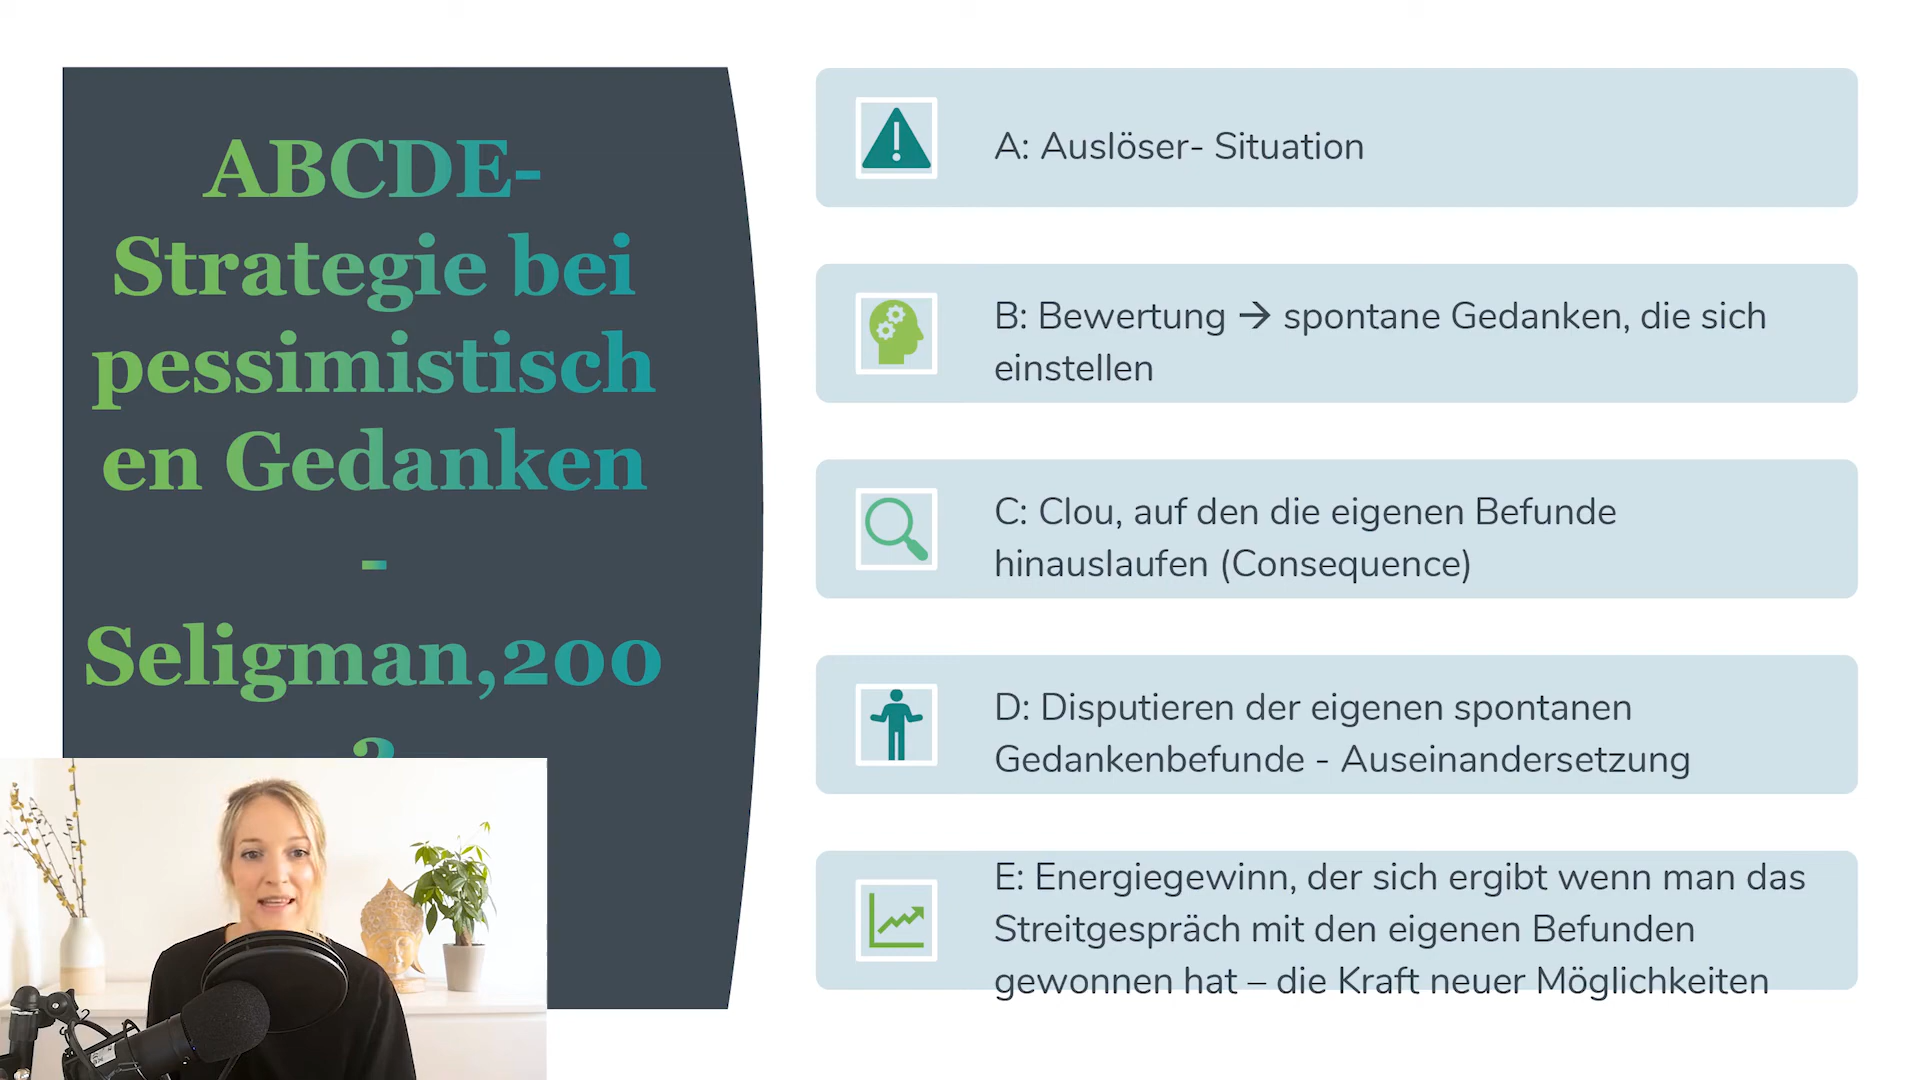 ABCDE-
Strategie bei
pessimistisch
en Gedanken
-
Seligman,200
A: Auslöser- Situation
B: Bewertung → spontane Gedanken, die sich
einstellen
C: Clou, auf den die eigenen Befunde
hinauslaufen (Consequence)
D: Disputieren der eigenen spontanen
Gedankenbefunde - Auseinandersetzung
E: Energiegewinn, der sich ergibt wenn man das
Streitgespräch mit den eigenen Befunden
gewonnen hat – die Kraft neuer Möglichkeiten